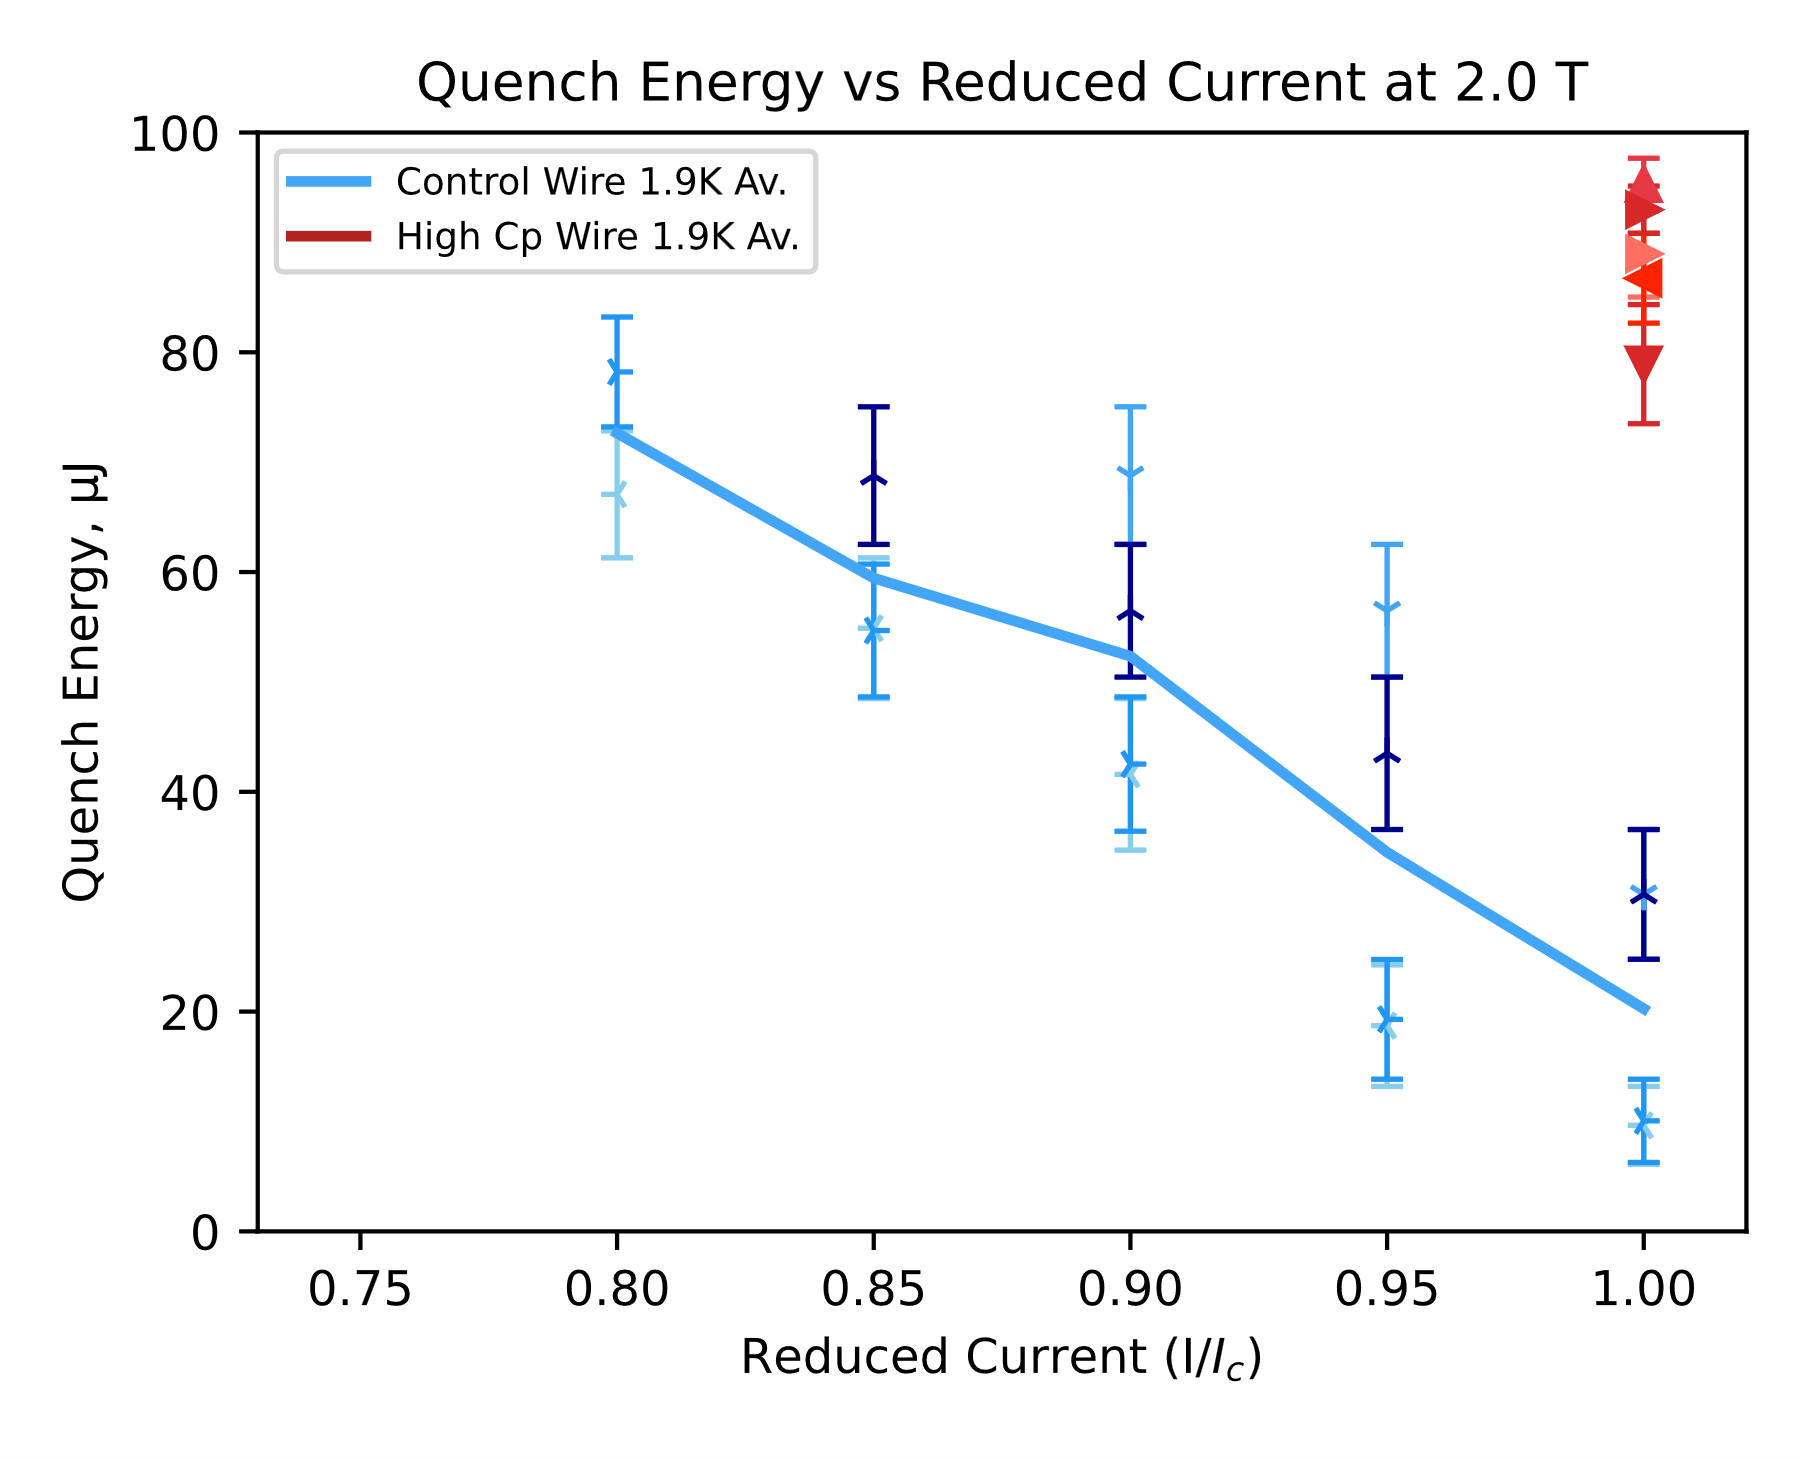 Quench Energy vs Reduced Current at 2.0 T
Control Wire 1.9K Av.
High Cp Wire 1.9K Av.
Quench Energy, µJ
100
80
60
40
20
0
0.75 0.80 0.85 0.90 0.95 1.00
Reduced Current (I/I_c)